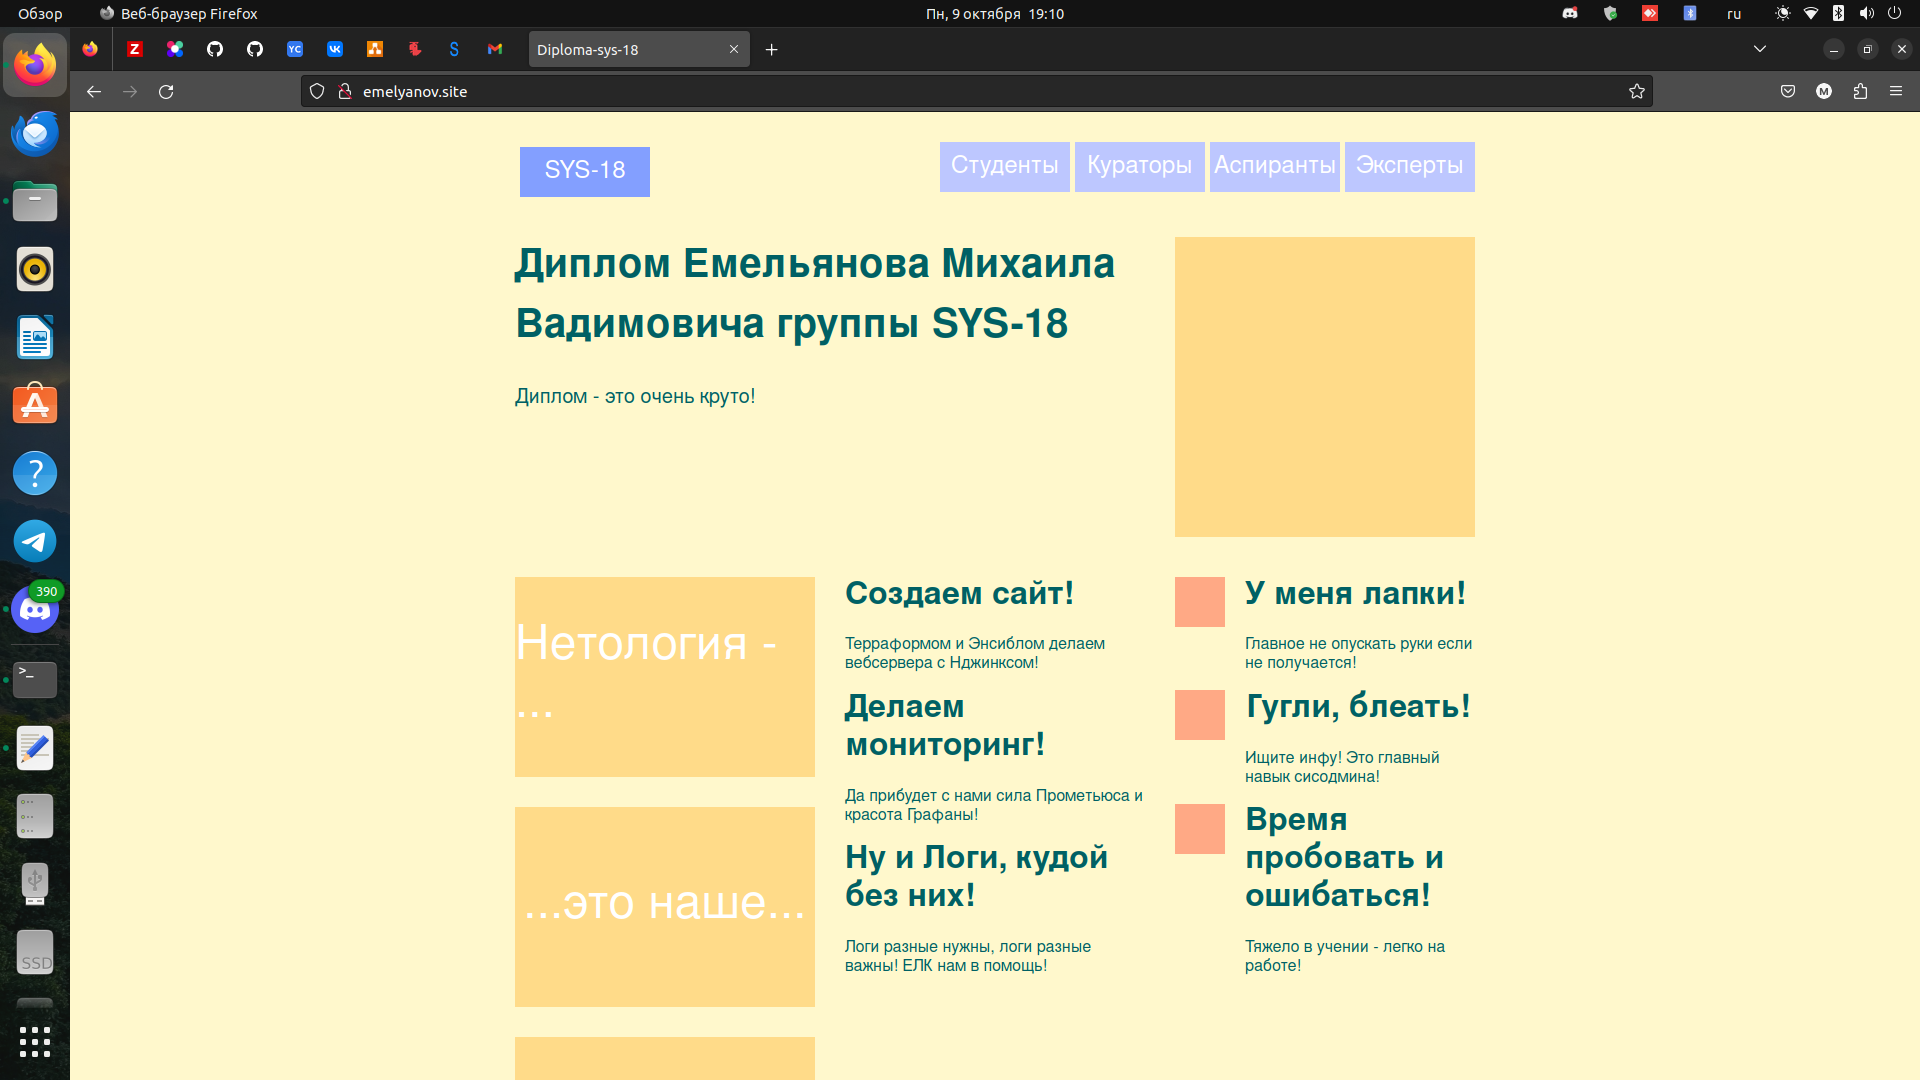 Обзор
Веб-браузер Firefox
Пн, 9 октября 19:10
ru
Z
YC
VK
S
Diploma-sys-18
emelyanov.site
M
SYS-18
Студенты
Кураторы
Аспиранты
Эксперты
Диплом Емельянова Михаила
Вадимовича группы SYS-18
Диплом - это очень круто!
Нетология -
...
...это наше...
Создаем сайт!
Терраформом и Энсиблом делаем
вебсервера с Нджинксом!
Делаем
мониторинг!
Да прибудет с нами сила Прометьюса и
красота Графаны!
Ну и Логи, кудой
без них!
Логи разные нужны, логи разные
важны! ЕЛК нам в помощь!
У меня лапки!
Главное не опускать руки если
не получается!
Гугли, блеать!
Ищите инфу! Это главный
навык сисодмина!
Время
пробовать и
ошибаться!
Тяжело в учении - легко на
работе!
390
>_
SSD